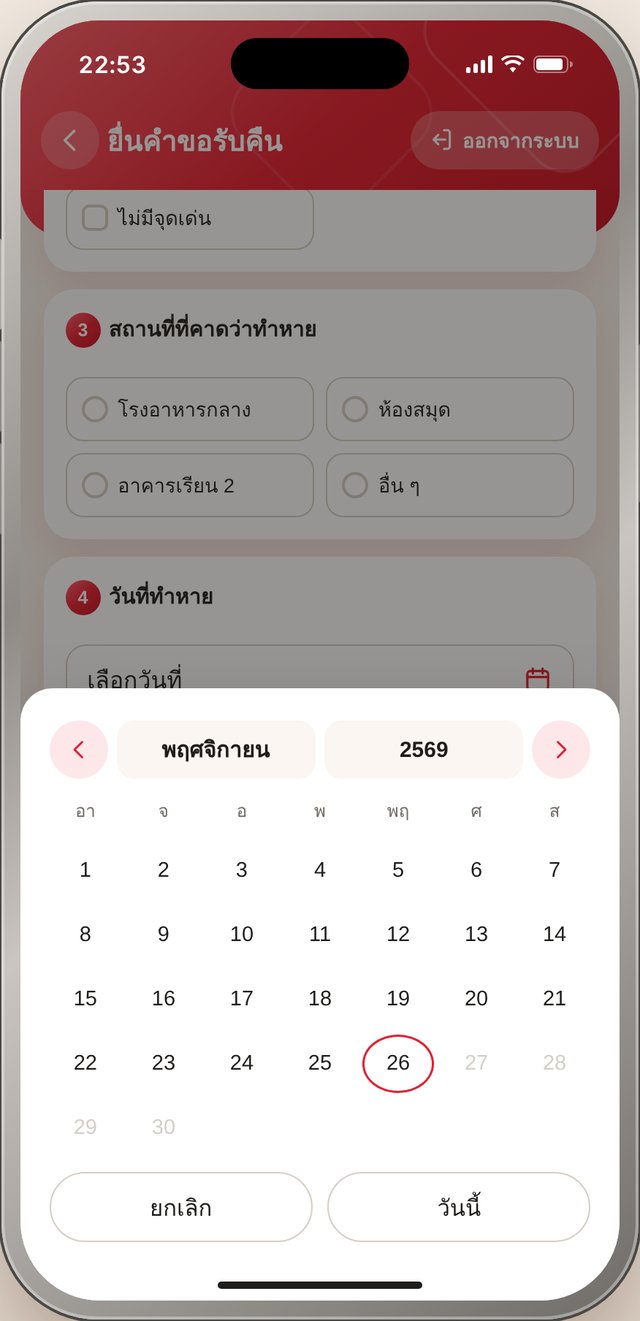 22:53
ยื่นคำขอรับคืน
ออกจากระบบ
ไม่มีจุดเด่น
3 สถานที่ที่คาดว่าทำหาย
โรงอาหารกลาง ห้องสมุด
อาคารเรียน 2 อื่น ๆ
4 วันที่ทำหาย
เลือกวันที่
พฤศจิกายน 2569
อา จ อ พ พฤ ศ ส
1 2 3 4 5 6 7
8 9 10 11 12 13 14
15 16 17 18 19 20 21
22 23 24 25 26 27 28
29 30
ยกเลิก วันนี้